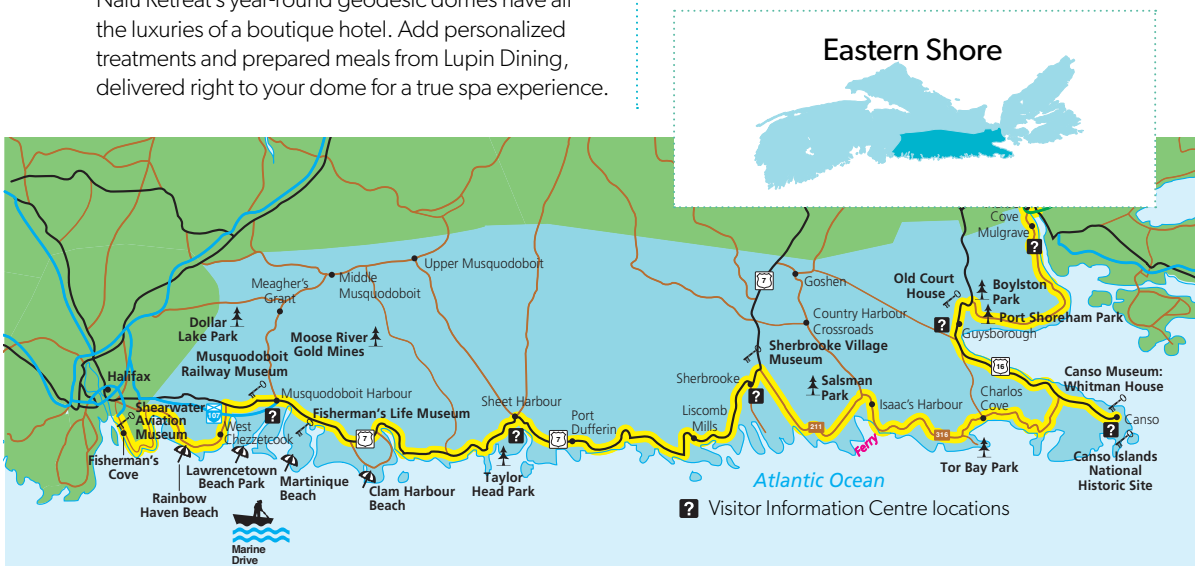 Nalu Retreat's year-round geodesic domes have all
the luxuries of a boutique hotel. Add personalized
treatments and prepared meals from Lupin Dining,
delivered right to your dome for a true spa experience.
Eastern Shore
Cove
Mulgrave
Upper Musquodoboit
Middle
Musquodoboit
Meagher's
Grant
7
Goshen
Old Court
House
Boylston
Park
Port Shoreham Park
Guysborough
Dollar
Lake Park
Moose River
Gold Mines
Country Harbour
Crossroads
Sherbrooke Village
Museum
Musquodoboit
Railway Museum
Halifax
16
Canso Museum:
Whitman House
Sherbrooke
Salsman
Park
Musquodoboit Harbour
Shearwater
Aviation
Museum
107
West
Chezzetcook
Fisherman's Life Museum
7
Sheet Harbour
7
Port
Dufferin
Liscomb
Mills
211
Isaac's Harbour
Ferry
316
Charlos
Cove
Canso
Fisherman's
Cove
Lawrencetown
Beach Park
Rainbow
Haven Beach
Martinique
Beach
Clam Harbour
Beach
Taylor
Head Park
Tor Bay Park
Canso Islands
National
Historic Site
Atlantic Ocean
? Visitor Information Centre locations
Marine
Drive